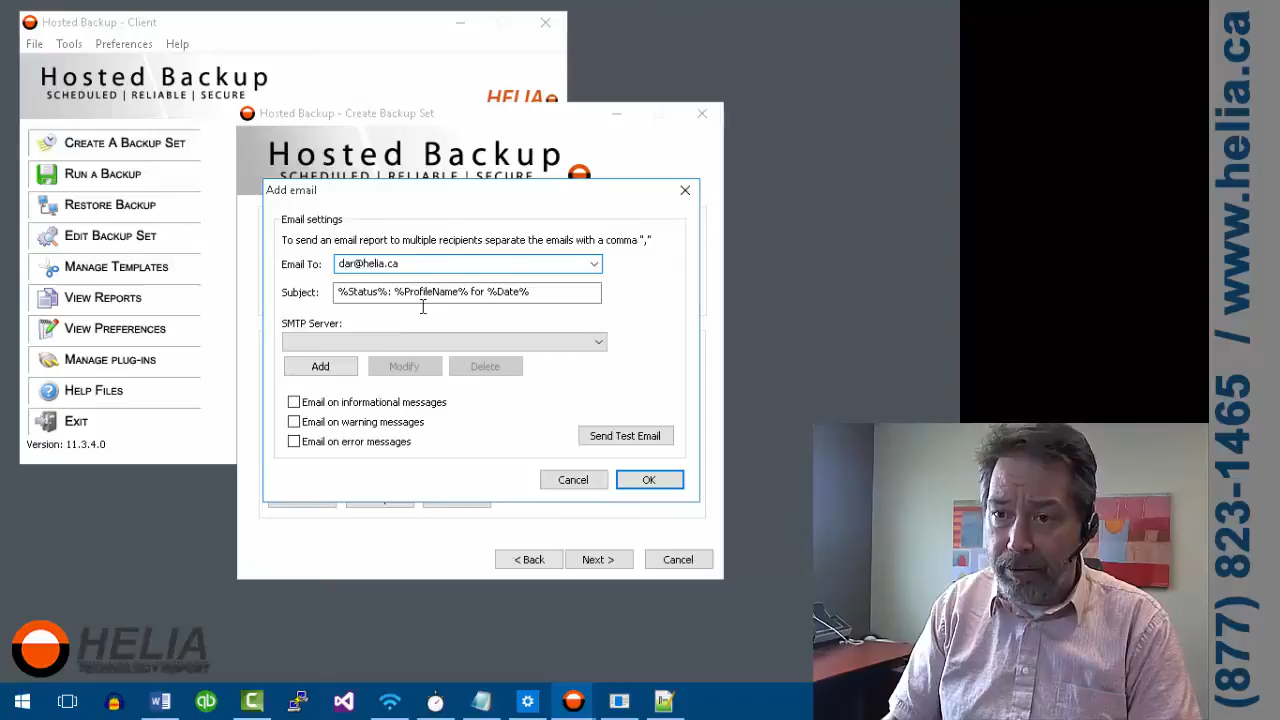 Hosted Backup - Client
File Tools Preferences Help
Hosted Backup
SCHEDULED | RELIABLE | SECURE
HELIA
CREATE A BACKUP SET
RUN A BACKUP
RESTORE BACKUP
EDIT BACKUP SET
MANAGE TEMPLATES
VIEW REPORTS
VIEW PREFERENCES
MANAGE PLUG-INS
HELP FILES
EXIT
Version: 11.3.4.0
Hosted Backup - Create Backup Set
Hosted Backup
SCHEDULED | RELIABLE | SECURE
Add email
Email settings
To send an email report to multiple recipients separate the emails with a comma ","
Email To: dar@helia.ca
Subject: %Status%: %ProfileName% for %Date%
SMTP Server:
Add Modify Delete
Email on informational messages
Email on warning messages
Email on error messages
Send Test Email
Cancel OK
< Back Next > Cancel
HELIA
TECHNOLOGY REPORT
(877) 823-1465 / www.helia.ca